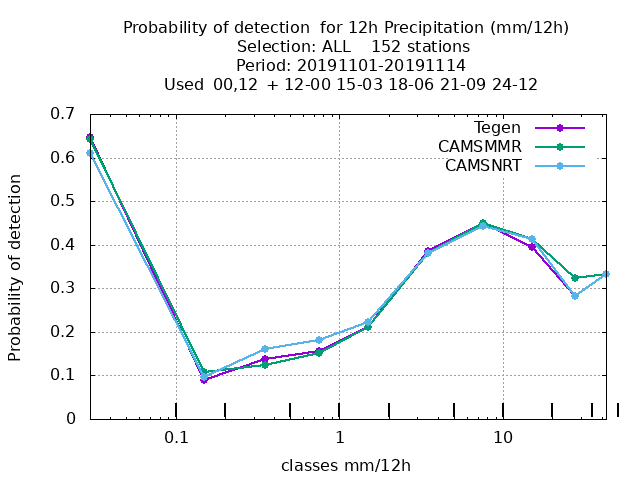 Probability of detection  for 12h Precipitation (mm/12h)
Selection: ALL    152 stations
Period: 20191101-20191114
Used  00,12  + 12-00 15-03 18-06 21-09 24-12
Tegen
CAMSMMR
CAMSNRT
0.7
0.6
0.5
0.4
0.3
0.2
0.1
0
Probability of detection
0.1
1
10
classes mm/12h